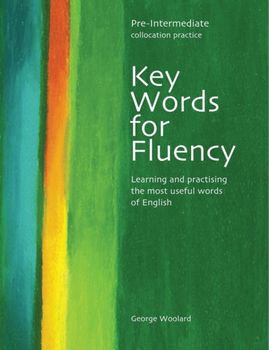 Pre-Intermediate
collocation practice
Key
Words
for
Fluency
Learning and practising
the most useful words
of English
George Woolard